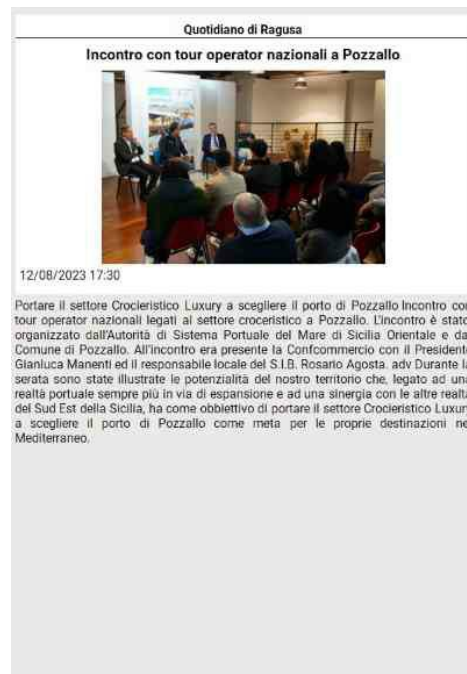 Quotidiano di Ragusa
Incontro con tour operator nazionali a Pozzallo
12/08/2023 17:30
Portare il settore Crocieristico Luxury a scegliere il porto di Pozzallo Incontro con
tour operator nazionali legati al settore croceristico a Pozzallo. L'incontro è stato
organizzato dall'Autorità di Sistema Portuale del Mare di Sicilia Orientale e dal
Comune di Pozzallo. All'incontro era presente la Confcommercio con il Presidente
Gianluca Manenti ed il responsabile locale del S.I.B. Rosario Agosta. adv Durante la
serata sono state illustrate le potenzialità del nostro territorio che, legato ad una
realtà portuale sempre più in via di espansione e ad una sinergia con le altre realtà
del Sud Est della Sicilia, ha come obbiettivo di portare il settore Crocieristico Luxury
a scegliere il porto di Pozzallo come meta per le proprie destinazioni nel
Mediterraneo.